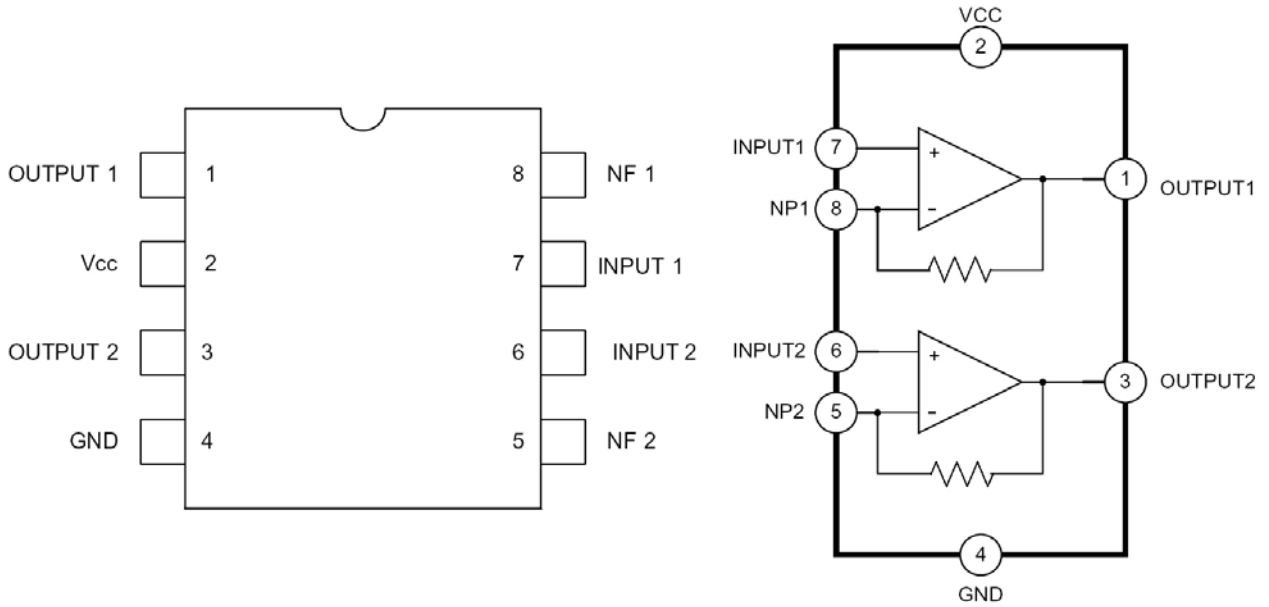 OUTPUT 1
1
8
NF 1
Vcc
2
7
INPUT 1
OUTPUT 2
3
6
INPUT 2
GND
4
5
NF 2
VCC
2
INPUT1
7
+
1
OUTPUT1
NP1
8
−
INPUT2
6
+
3
OUTPUT2
NP2
5
−
4
GND